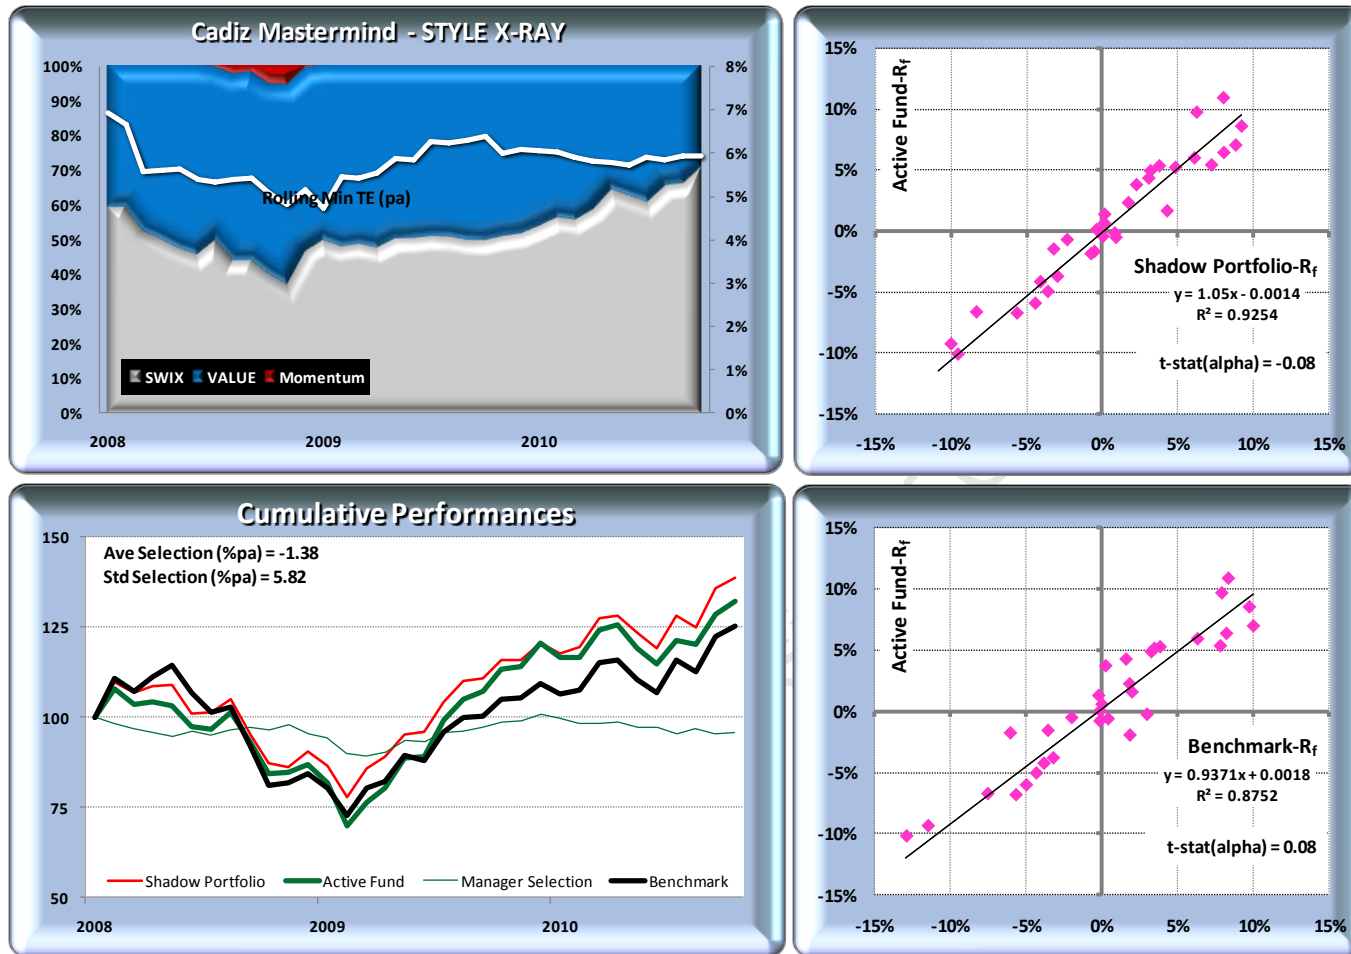 Cadiz Mastermind - STYLE X-RAY
100%
90%
80%
70%
60%
50%
40%
30%
20%
10%
0%
8%
7%
6%
5%
4%
3%
2%
1%
0%
Rolling Min TE (pa)
SWIX VALUE Momentum
2008 2009 2010
15%
10%
5%
0%
-5%
-10%
-15%
Active Fund-Rf
Shadow Portfolio-Rf
y = 1.05x - 0.0014
R² = 0.9254
t-stat(alpha) = -0.08
-15% -10% -5% 0% 5% 10% 15%
Cumulative Performances
150
125
100
75
50
Ave Selection (%pa) = -1.38
Std Selection (%pa) = 5.82
Shadow Portfolio Active Fund Manager Selection Benchmark
2008 2009 2010
15%
10%
5%
0%
-5%
-10%
-15%
Active Fund-Rf
Benchmark-Rf
y = 0.9371x + 0.0018
R² = 0.8752
t-stat(alpha) = 0.08
-15% -10% -5% 0% 5% 10% 15%